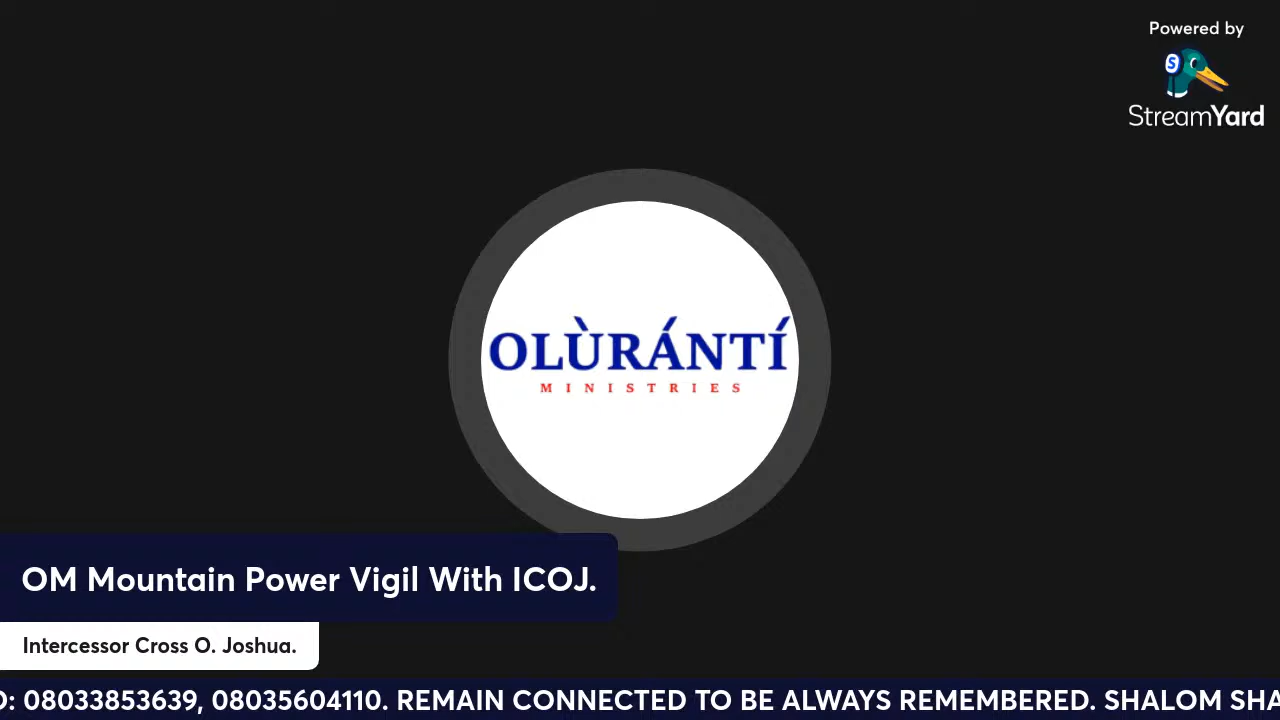 Powered by
S
StreamYard
OLÙRÁNTÍ
MINISTRIES
OM Mountain Power Vigil With ICOJ.
Intercessor Cross O. Joshua.
: 08033853639, 08035604110. REMAIN CONNECTED TO BE ALWAYS REMEMBERED. SHALOM SHA